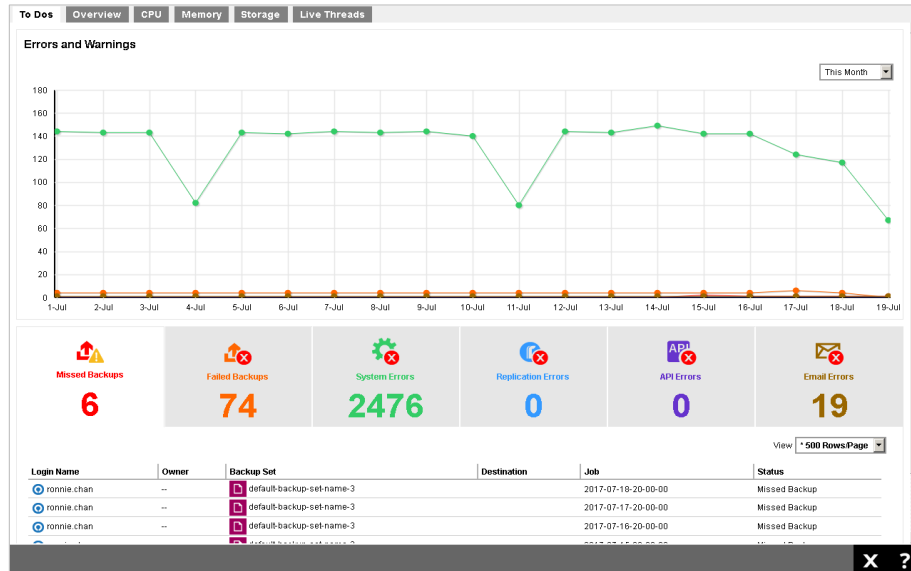 To Dos Overview CPU Memory Storage Live Threads
Errors and Warnings
This Month
180
160
140
120
100
80
60
40
20
0
1-Jul 2-Jul 3-Jul 4-Jul 5-Jul 6-Jul 7-Jul 8-Jul 9-Jul 10-Jul 11-Jul 12-Jul 13-Jul 14-Jul 15-Jul 16-Jul 17-Jul 18-Jul 19-Jul
API
Missed Backups Failed Backups System Errors Replication Errors API Errors Email Errors
6 74 2476 0 0 19
View * 500 Rows/Page
Login Name Owner Backup Set Destination Job Status
ronnie.chan -- default-backup-set-name-3 2017-07-18-20-00-00 Missed Backup
ronnie.chan -- default-backup-set-name-3 2017-07-17-20-00-00 Missed Backup
ronnie.chan -- default-backup-set-name-3 2017-07-16-20-00-00 Missed Backup
X ?